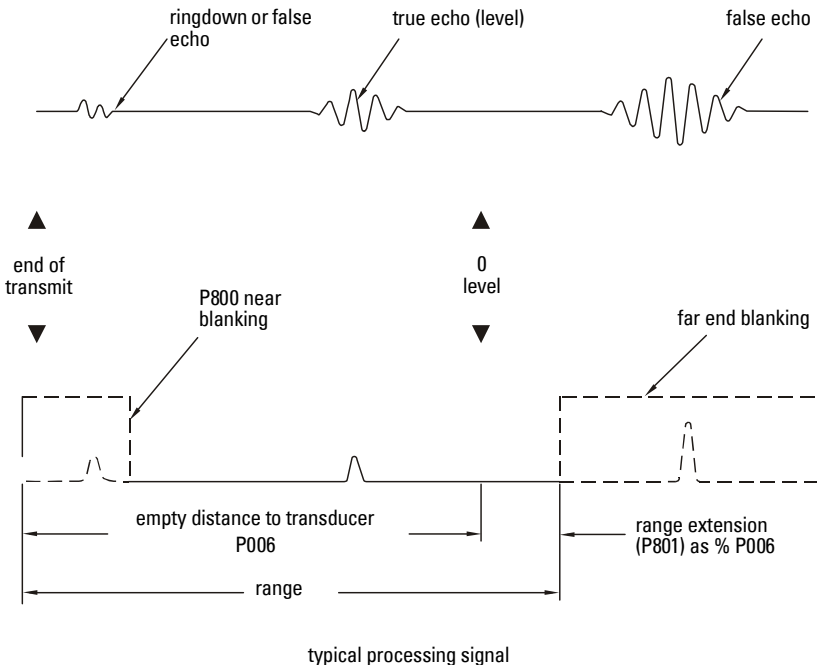 ringdown or false
echo
true echo (level)
false echo
end of
transmit
0
level
P800 near
blanking
far end blanking
empty distance to transducer
P006
range extension
(P801) as % P006
range
typical processing signal